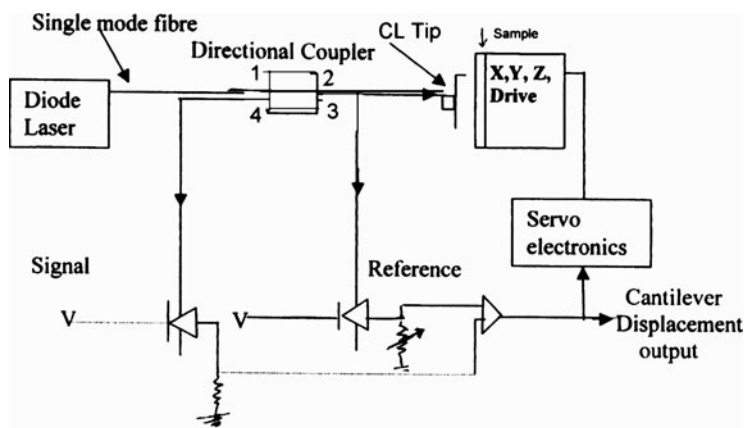 Single mode fibre
Directional Coupler
CL Tip
Sample
1
2
X,Y, Z,
Drive
Diode
Laser
4
3
Servo
electronics
Signal
Reference
V
V
Cantilever
Displacement
output